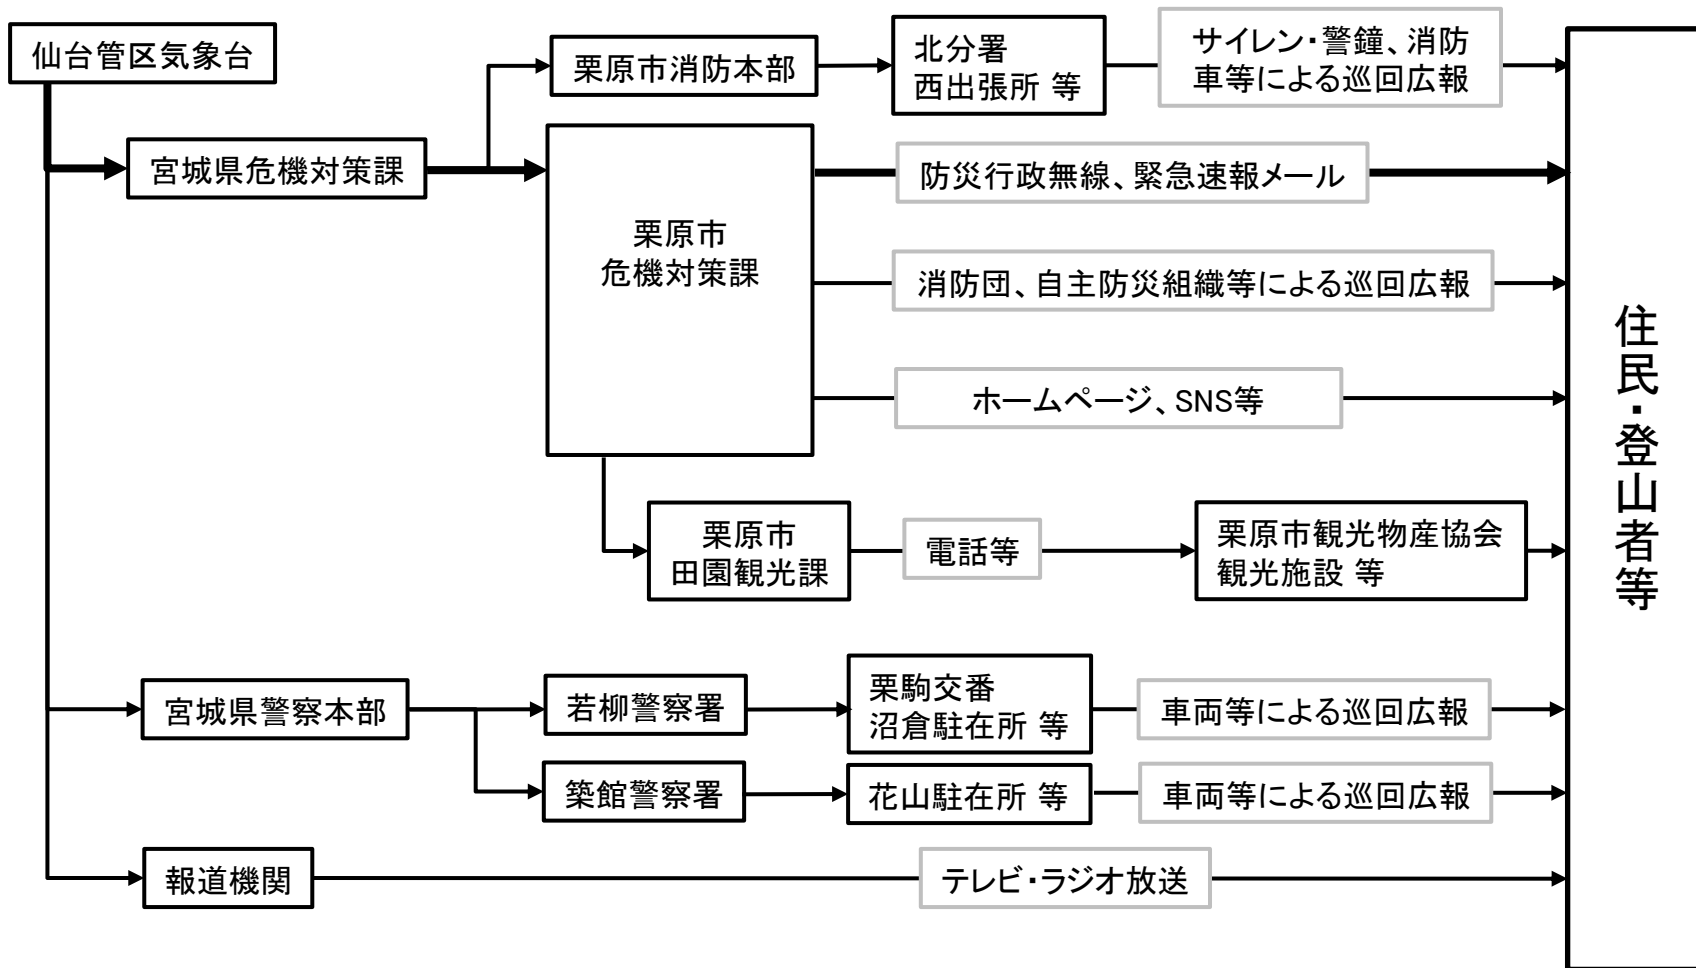 仙台管区気象台
栗原市消防本部
北分署
西出張所 等
サイレン・警鐘、消防
車等による巡回広報
宮城県危機対策課
栗原市
危機対策課
防災行政無線、緊急速報メール
消防団、自主防災組織等による巡回広報
ホームページ、SNS等
栗原市
田園観光課
電話等
栗原市観光物産協会
観光施設 等
宮城県警察本部
若柳警察署
栗駒交番
沼倉駐在所 等
車両等による巡回広報
築館警察署
花山駐在所 等
車両等による巡回広報
報道機関
テレビ・ラジオ放送
住民・登山者等